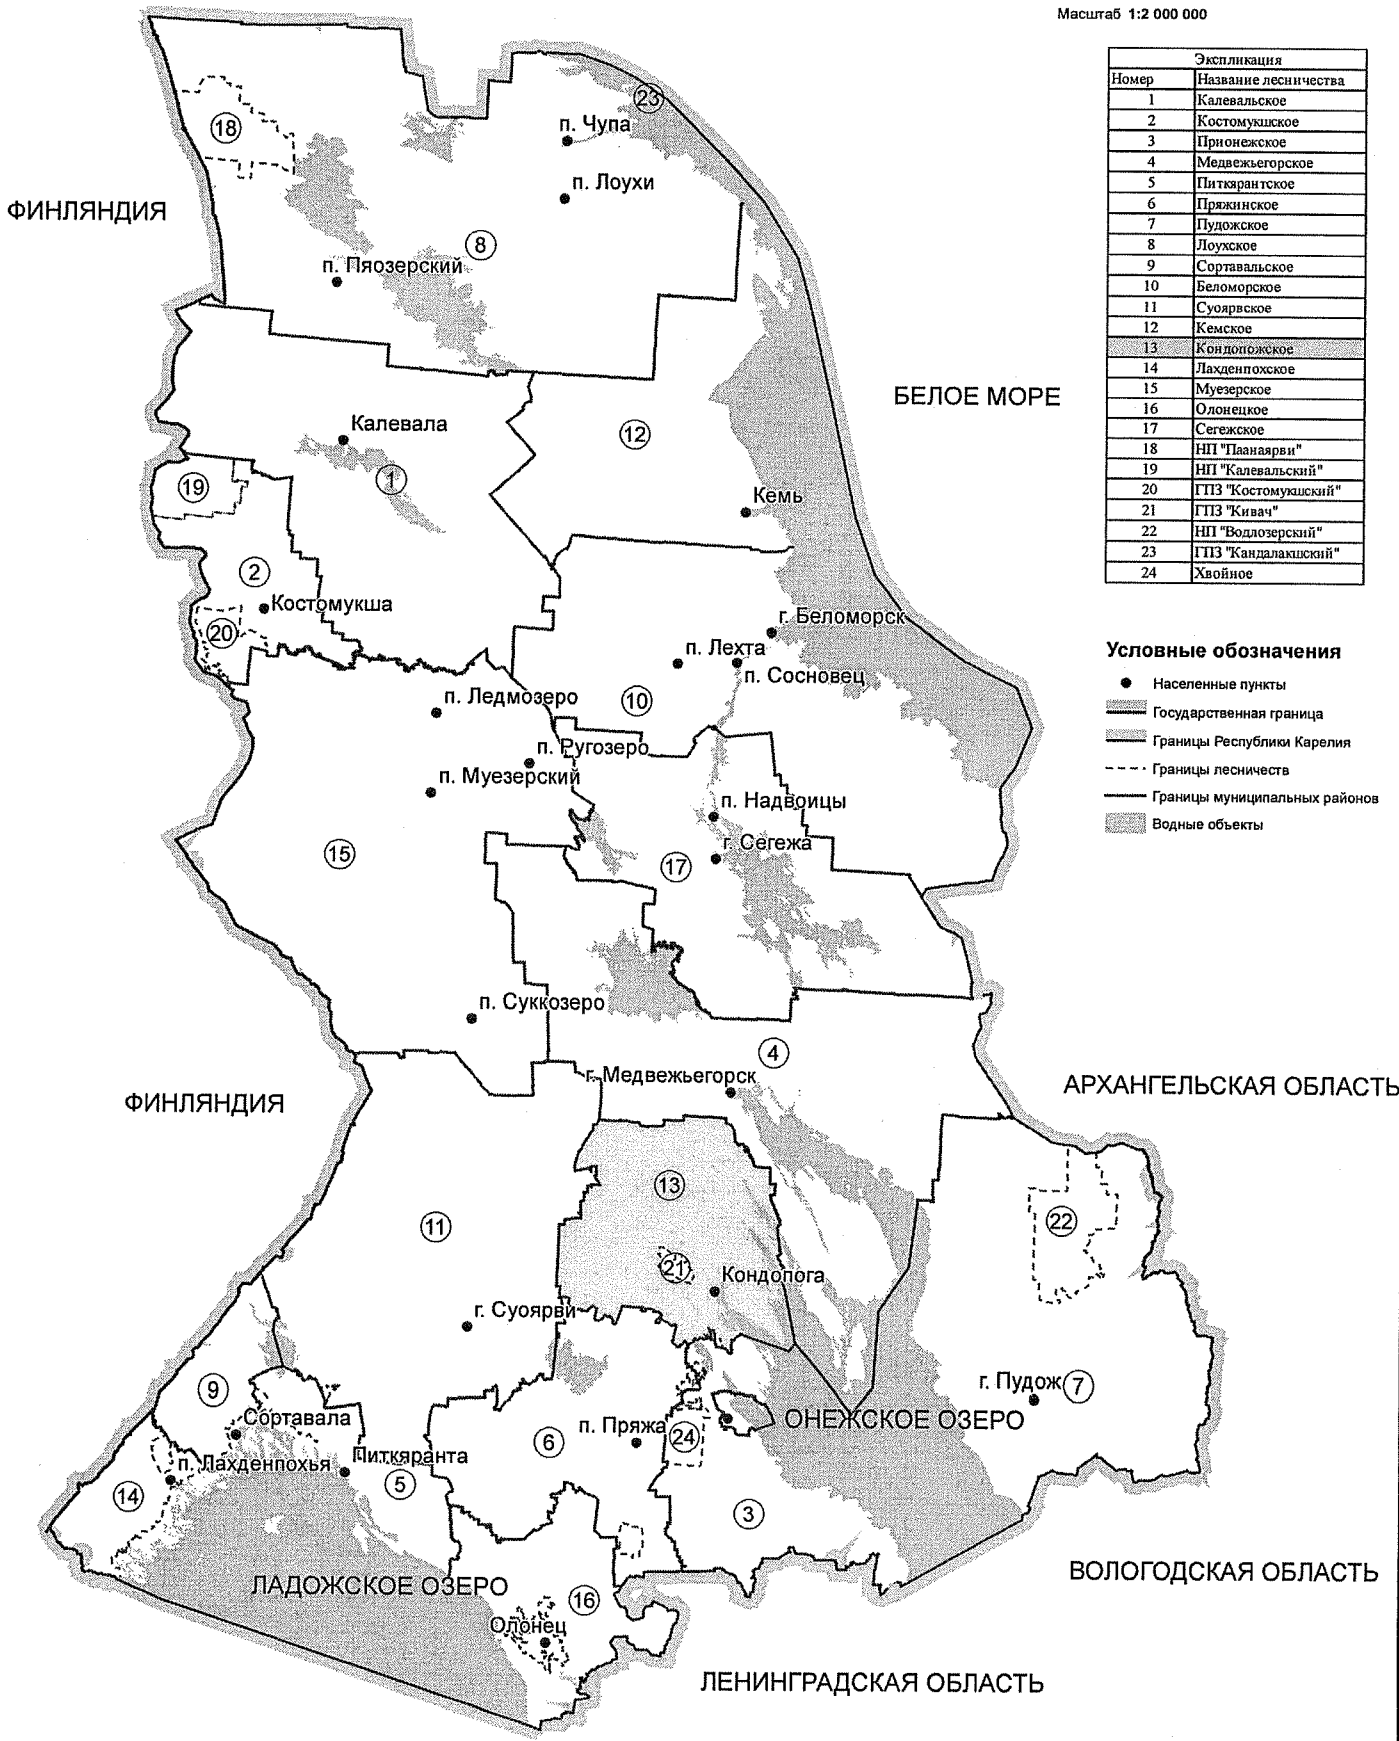 Масштаб 1:2 000 000
Экспликация
Номер Название лесничества
1 Калевальское
2 Костомукшское
3 Прионежское
4 Медвежьегорское
5 Питкярантское
6 Пряжинское
7 Пудожское
8 Лоухское
9 Сортавальское
10 Беломорское
11 Суоярвское
12 Кемское
13 Кондопожское
14 Лахденпохское
15 Муезерское
16 Олонецкое
17 Сегежское
18 НП "Паанаярви"
19 НП "Калевальский"
20 ГПЗ "Костомукшский"
21 ГПЗ "Кивач"
22 НП "Водлозерский"
23 ГПЗ "Кандалакшский"
24 Хвойное
Условные обозначения
Населенные пункты
Государственная граница
Границы Республики Карелия
Границы лесничеств
Границы муниципальных районов
Водные объекты
23
18
п. Чупа
п. Лоухи
ФИНЛЯНДИЯ
8
п. Пяозерский
БЕЛОЕ МОРЕ
Калевала
12
1
19
Кемь
2
Костомукша
20
г. Беломорск
п. Лехта
п. Сосновец
10
п. Ледмозеро
п. Ругозеро
п. Муезерский
п. Надвоицы
г. Сегежа
15
17
п. Суккозеро
4
г. Медвежьегорск
АРХАНГЕЛЬСКАЯ ОБЛАСТЬ
ФИНЛЯНДИЯ
13
11
22
21
Кондопога
г. Суоярви
г. Пудож
7
9
Сортавала
ОНЕЖСКОЕ ОЗЕРО
п. Пряжа
24
6
п. Лахденпохья
Питкяранта
5
14
3
ВОЛОГОДСКАЯ ОБЛАСТЬ
ЛАДОЖСКОЕ ОЗЕРО
16
Олонец
ЛЕНИНГРАДСКАЯ ОБЛАСТЬ